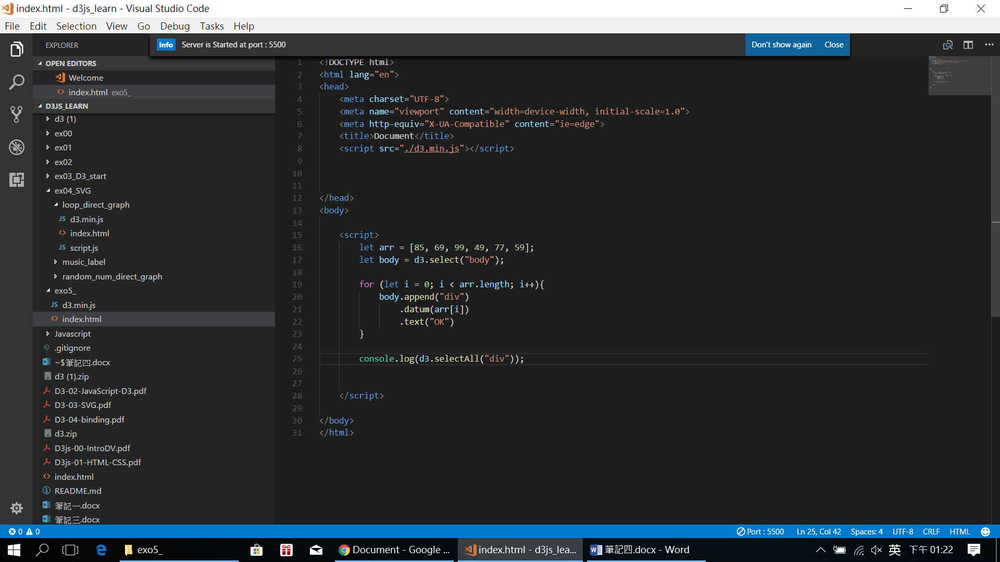 index.html - d3js_learn - Visual Studio Code
File Edit Selection View Go Debug Tasks Help
EXPLORER
Info Server is Started at port : 5500 Don't show again Close
OPEN EDITORS
Welcome
index.html exo5_
D3JS_LEARN
d3 (1)
ex00
ex01
ex02
ex03_D3_start
ex04_SVG
loop_direct_graph
JS d3.min.js
index.html
JS script.js
music_label
random_num_direct_graph
exo5_
JS d3.min.js
index.html
Javascript
.gitignore
~$筆記四.docx
d3 (1).zip
D3-02-JavaScript-D3.pdf
D3-03-SVG.pdf
D3-04-binding.pdf
d3.zip
D3js-00-IntroDV.pdf
D3js-01-HTML-CSS.pdf
index.html
README.md
筆記一.docx
筆記三.docx
1 <!DOCTYPE html>
2 <html lang="en">
3 <head>
4 <meta charset="UTF-8">
5 <meta name="viewport" content="width=device-width, initial-scale=1.0">
6 <meta http-equiv="X-UA-Compatible" content="ie=edge">
7 <title>Document</title>
8 <script src="./d3.min.js"></script>
9
10
11
12 </head>
13 <body>
14
15 <script>
16 let arr = [85, 69, 99, 49, 77, 59];
17 let body = d3.select("body");
18
19 for (let i = 0; i < arr.length; i++){
20 body.append("div")
21 .datum(arr[i])
22 .text("OK")
23 }
24
25 console.log(d3.selectAll("div"));
26
27
28 </script>
29
30 </body>
31 </html>
0 0 Port : 5500 Ln 25, Col 42 Spaces: 4 UTF-8 CRLF HTML
exo5_ Document - Google ... index.html - d3js_lea... 筆記四.docx - Word 英 下午 01:22